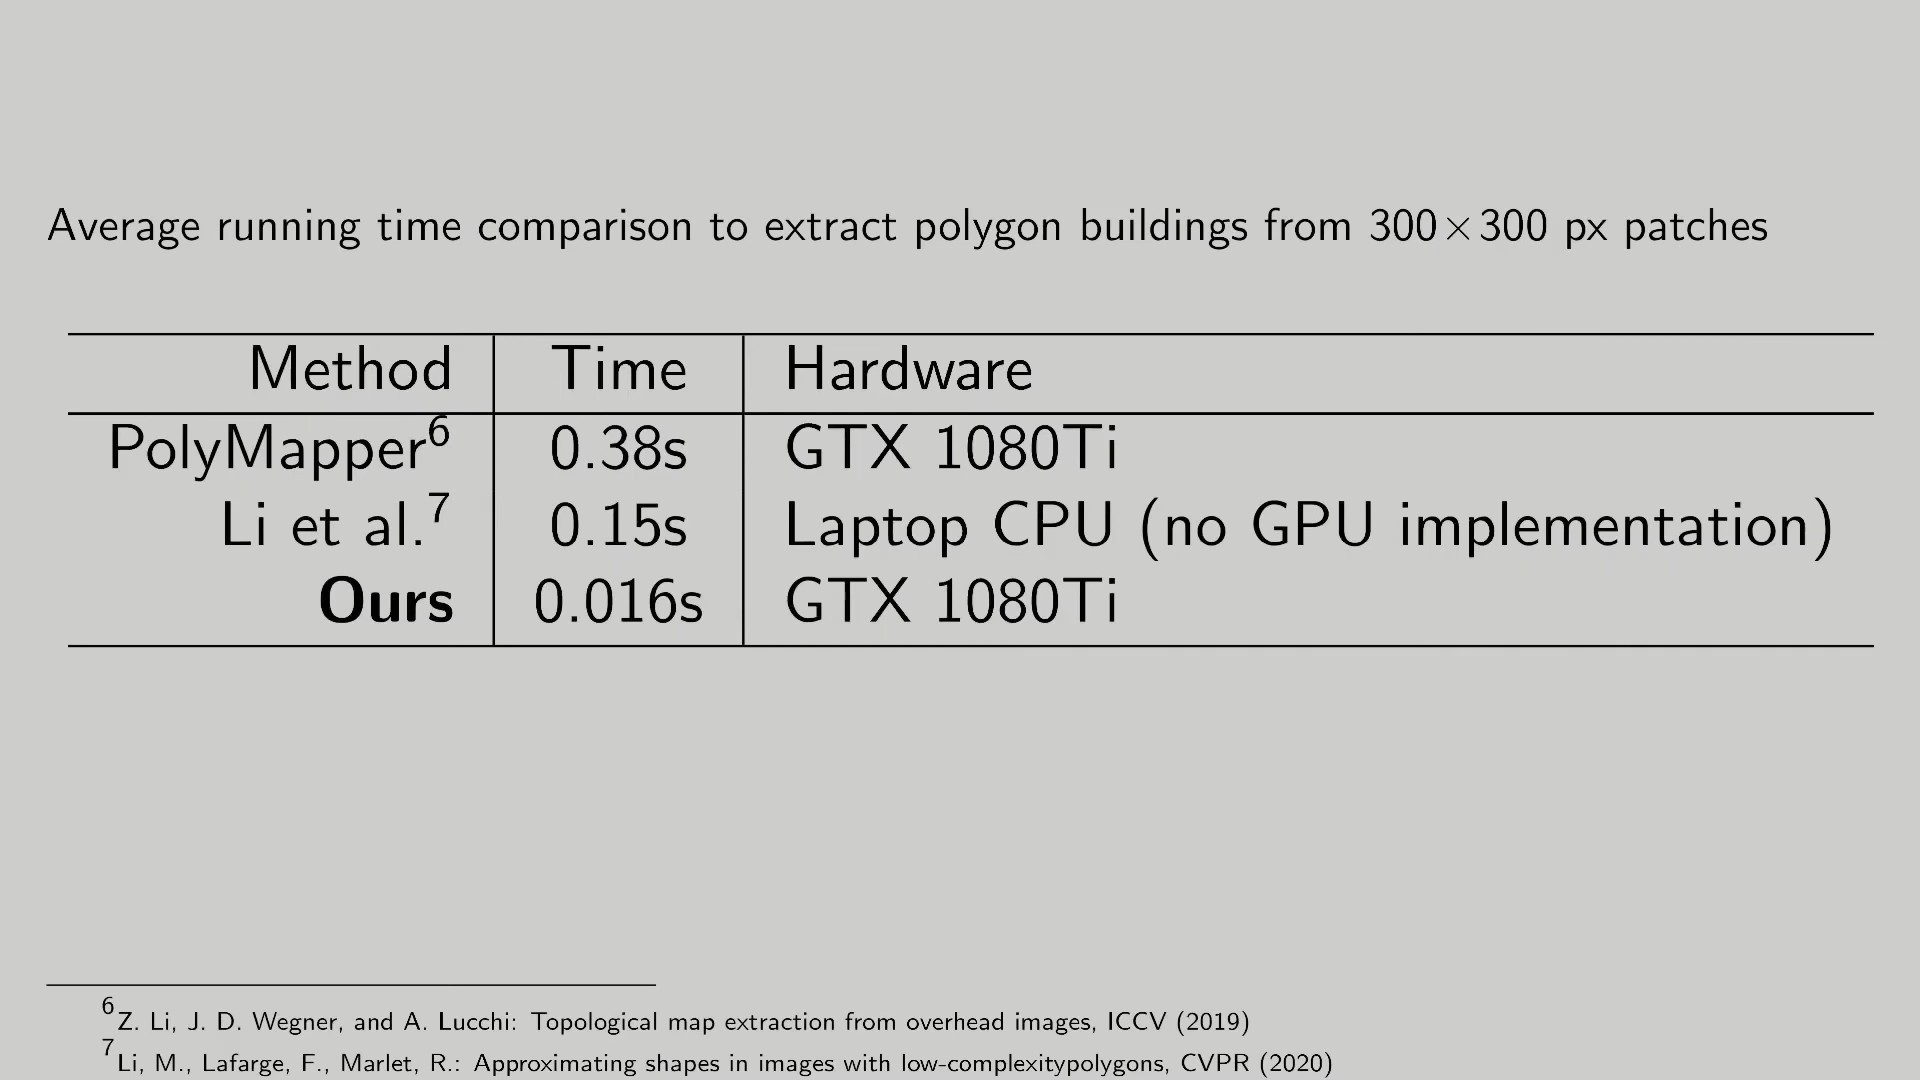 Average running time comparison to extract polygon buildings from 300×300 px patches
Method Time Hardware
PolyMapper⁶ 0.38s GTX 1080Ti
Li et al.⁷ 0.15s Laptop CPU (no GPU implementation)
Ours 0.016s GTX 1080Ti
⁶Z. Li, J. D. Wegner, and A. Lucchi: Topological map extraction from overhead images, ICCV (2019)
⁷Li, M., Lafarge, F., Marlet, R.: Approximating shapes in images with low-complexitypolygons, CVPR (2020)